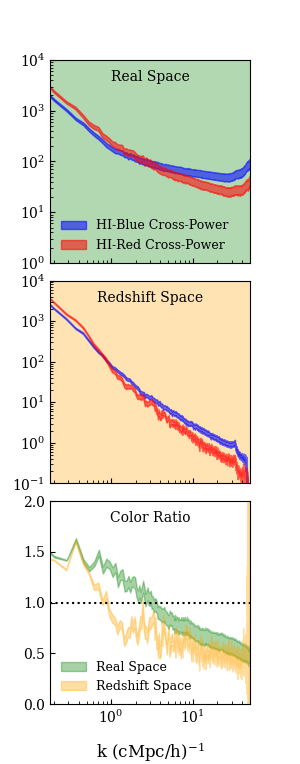 10^4
Real Space
10^3
10^2
10^1
HI-Blue Cross-Power
HI-Red Cross-Power
10^0
10^4
Redshift Space
10^3
10^2
10^1
10^0
10^-1
2.0
Color Ratio
1.5
1.0
0.5
Real Space
Redshift Space
0.0
10^0 10^1
k (cMpc/h)^-1